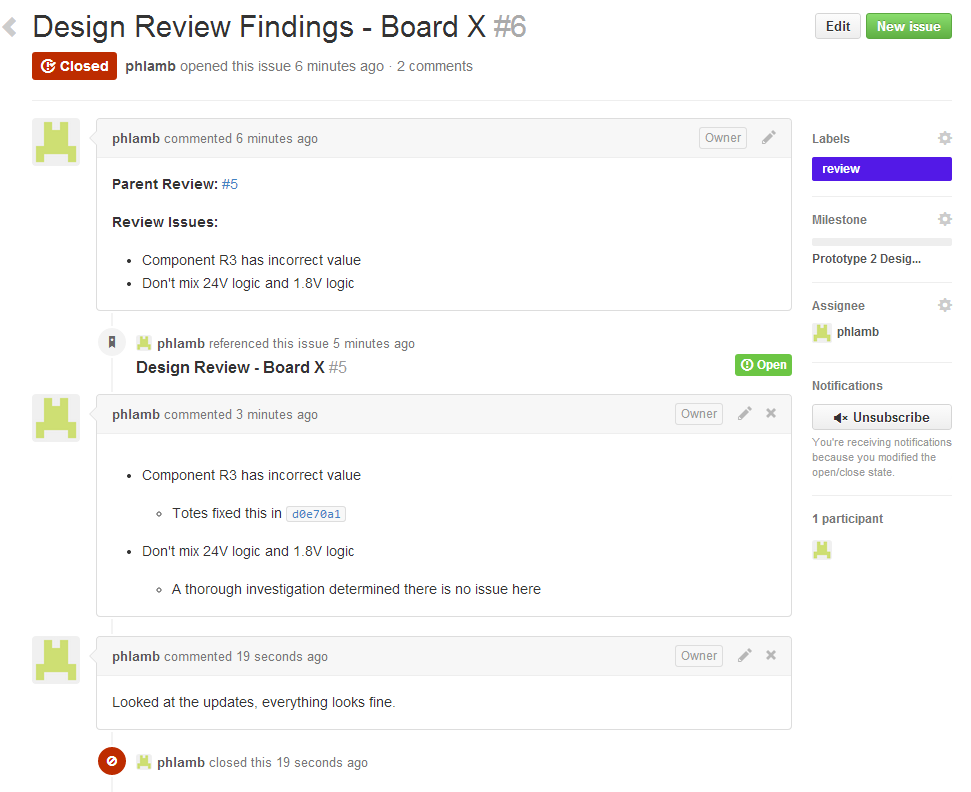 Design Review Findings - Board X #6
Edit
New issue
Closed
phlamb opened this issue 6 minutes ago · 2 comments
phlamb commented 6 minutes ago
Owner
Parent Review: #5
Review Issues:
• Component R3 has incorrect value
• Don't mix 24V logic and 1.8V logic
phlamb referenced this issue 5 minutes ago
Design Review - Board X #5
Open
phlamb commented 3 minutes ago
Owner
• Component R3 has incorrect value
◦ Totes fixed this in d0e70a1
• Don't mix 24V logic and 1.8V logic
◦ A thorough investigation determined there is no issue here
phlamb commented 19 seconds ago
Owner
Looked at the updates, everything looks fine.
phlamb closed this 19 seconds ago
Labels
review
Milestone
Prototype 2 Desig...
Assignee
phlamb
Notifications
Unsubscribe
You're receiving notifications
because you modified the
open/close state.
1 participant